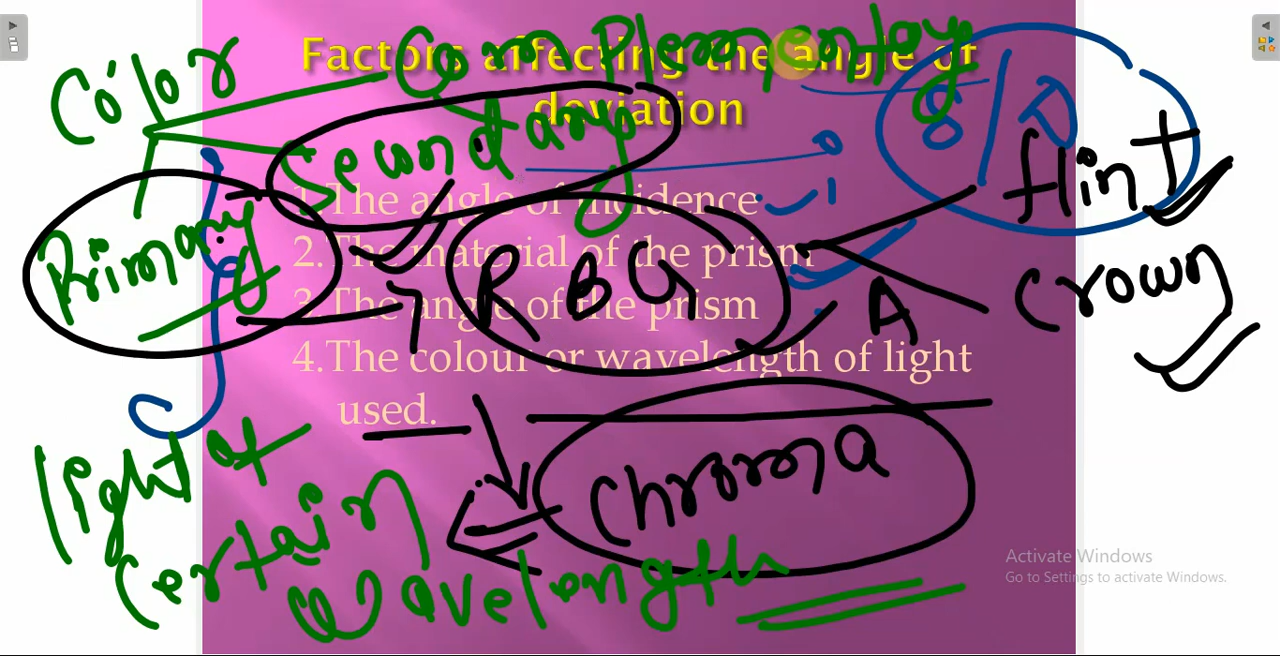 Factors affecting the angle of
deviation
1.The angle of incidence
2.The material of the prism
3.The angle of the prism
4.The colour or wavelength of light
used.
Color
Complementay
Secondary
Primary
RBG
i
A
flint
Crown
Chroma
light of
Certain
Wavelength
Activate Windows
Go to Settings to activate Windows.